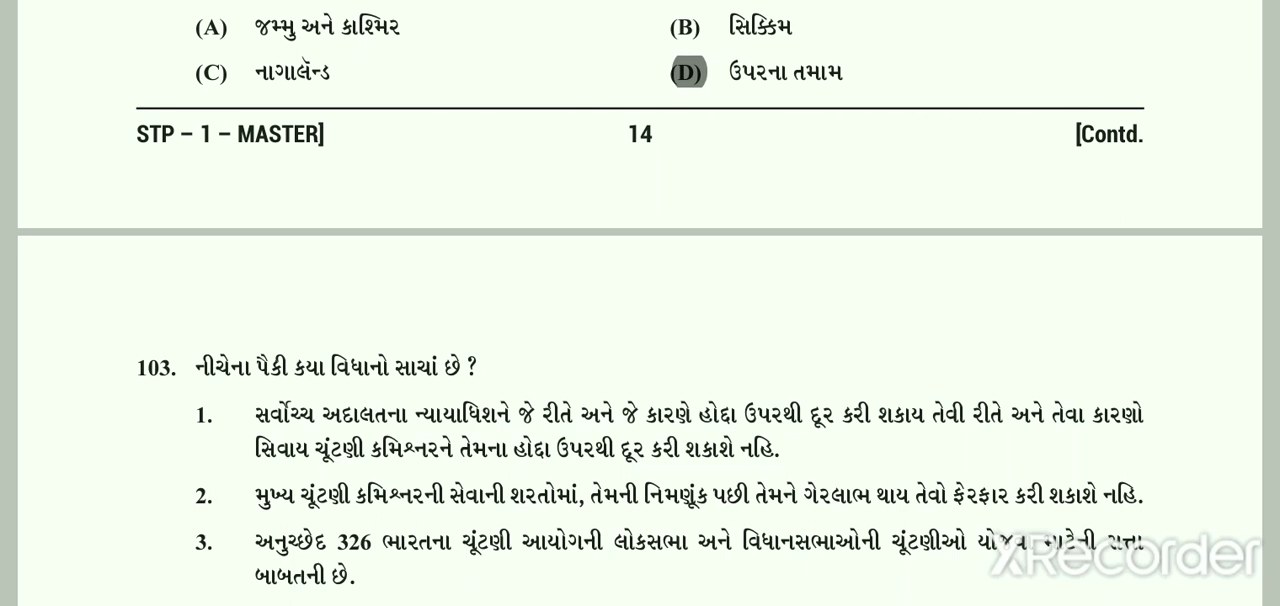 (A) જમ્મુ અને કાશ્મિર (B) સિક્કિમ
(C) નાગાલૅન્ડ (D) ઉપરના તમામ
STP – 1 – MASTER] 14 [Contd.
103. નીચેના પૈકી કયા વિધાનો સાચાં છે ?
1. સર્વોચ્ચ અદાલતના ન્યાયાધિશને જે રીતે અને જે કારણે હોદ્દા ઉપરથી દૂર કરી શકાય તેવી રીતે અને તેવા કારણો
સિવાય ચૂંટણી કમિશ્નરને તેમના હોદ્દા ઉપરથી દૂર કરી શકાશે નહિ.
2. મુખ્ય ચૂંટણી કમિશ્નરની સેવાની શરતોમાં, તેમની નિમણૂંક પછી તેમને ગેરલાભ થાય તેવો ફેરફાર કરી શકાશે નહિ.
3. અનુચ્છેદ 326 ભારતના ચૂંટણી આયોગની લોકસભા અને વિધાનસભાઓની ચૂંટણીઓ યોજવા માટેની સત્તા
બાબતની છે.
XRecorder